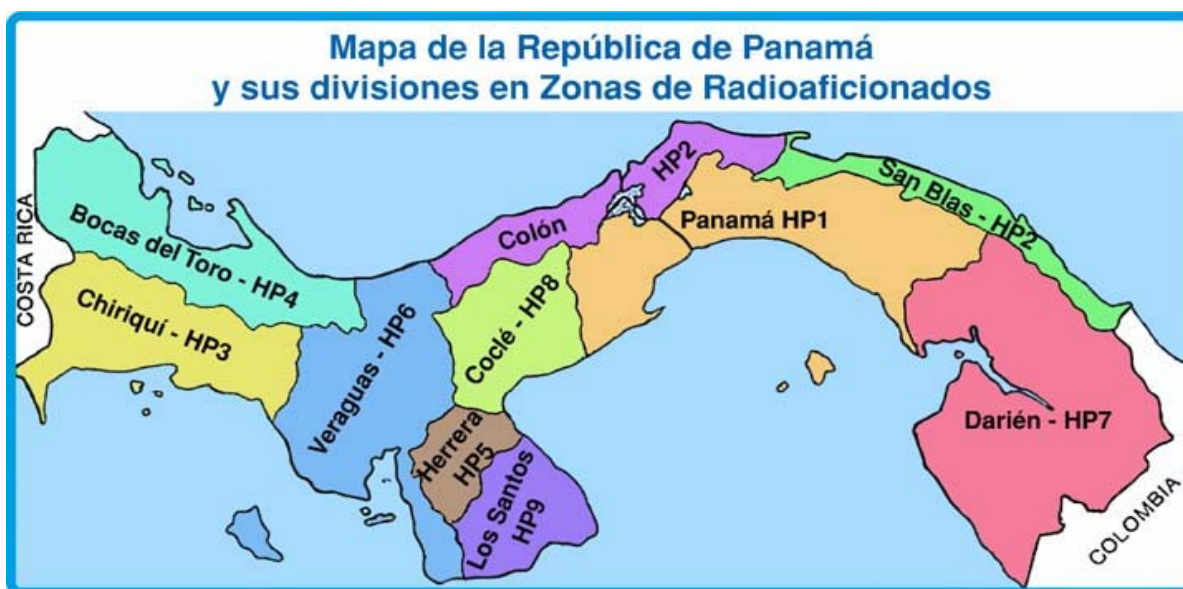 Mapa de la República de Panamá
y sus divisiones en Zonas de Radioaficionados
COSTA RICA
Bocas del Toro - HP4
Chiriquí - HP3
Veraguas - HP6
Colón
HP2
Coclé - HP8
Herrera
HP5
Los Santos
HP9
Panamá HP1
San Blas - HP2
Darién - HP7
COLOMBIA